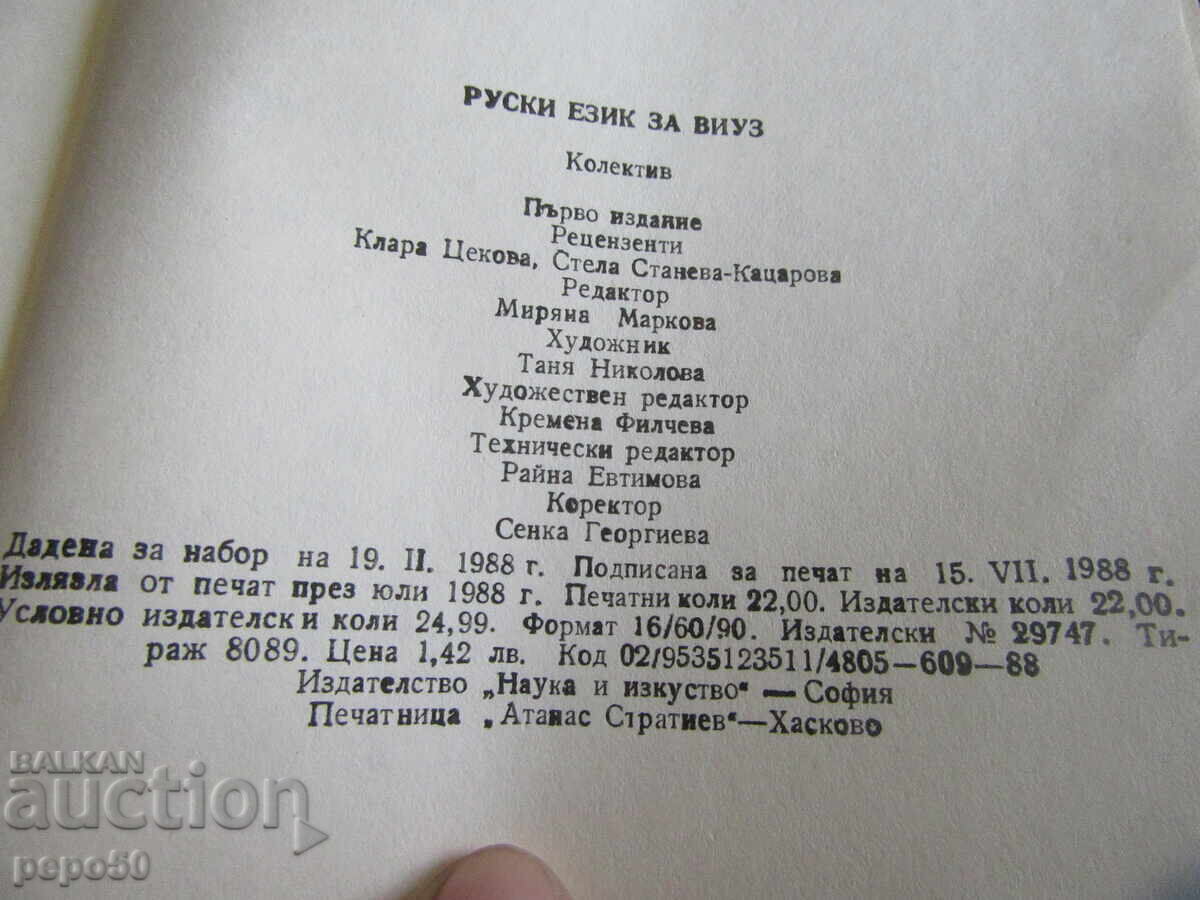 РУСКИ ЕЗИК ЗА ВИУЗ
Колектив
Първо издание
Рецензенти
Клара Цекова, Стела Станева-Кацарова
Редактор
Миряна Маркова
Художник
Таня Николова
Художествен редактор
Кремена Филчева
Технически редактор
Райна Евтимова
Коректор
Сенка Георгиева
Дадена за набор на 19. II. 1988 г. Подписана за печат на 15. VII. 1988 г.
Излязла от печат през юли 1988 г. Печатни коли 22,00. Издателски коли 22,00.
Условно издателски коли 24,99. Формат 16/60/90. Издателски № 29747. Ти-
раж 8089. Цена 1,42 лв. Код 02/9535123511/4805—609—88
Издателство „Наука и изкуство“ — София
Печатница „Атанас Стратиев“—Хасково
BALKAN
auction
pepo50